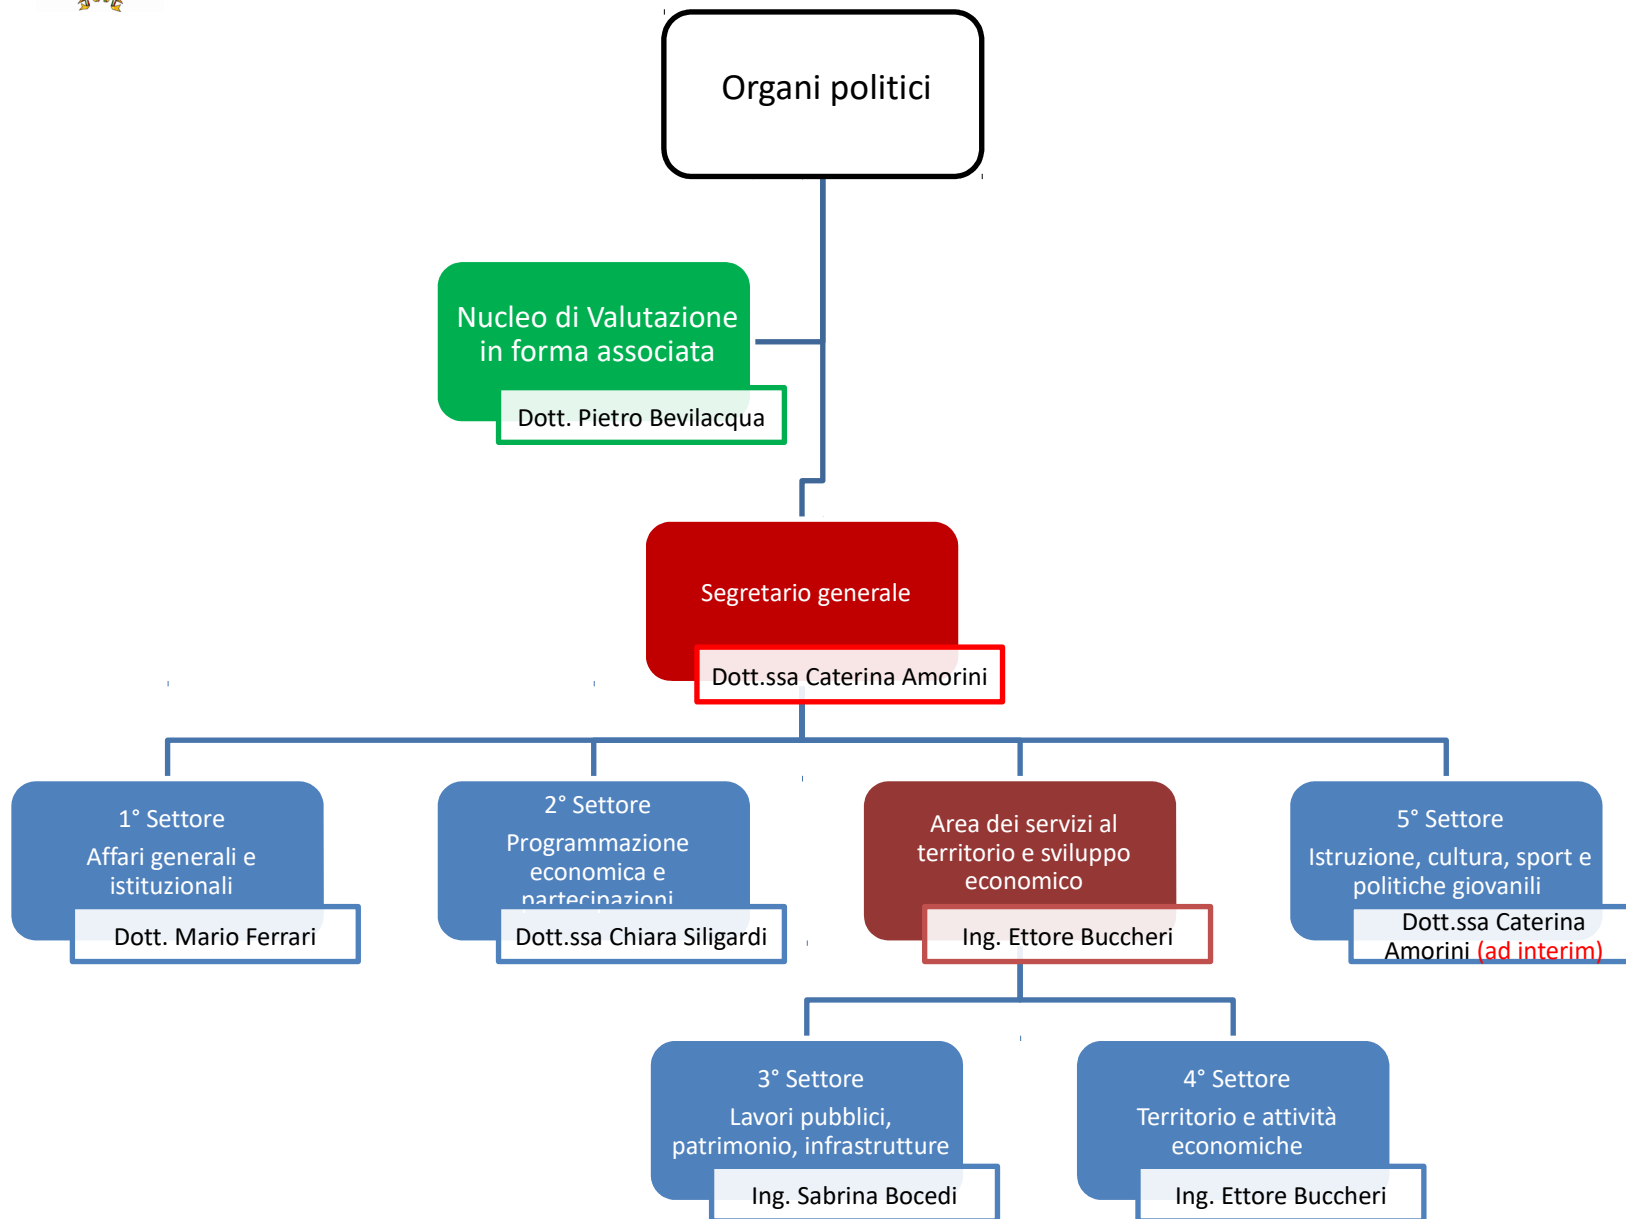 Organi politici
Nucleo di Valutazione
in forma associata
Dott. Pietro Bevilacqua
Segretario generale
Dott.ssa Caterina Amorini
1° Settore
Affari generali e
istituzionali
Dott. Mario Ferrari
2° Settore
Programmazione
economica e
partecipazioni
Dott.ssa Chiara Siligardi
Area dei servizi al
territorio e sviluppo
economico
Ing. Ettore Buccheri
5° Settore
Istruzione, cultura, sport e
politiche giovanili
Dott.ssa Caterina
Amorini (ad interim)
3° Settore
Lavori pubblici,
patrimonio, infrastrutture
Ing. Sabrina Bocedi
4° Settore
Territorio e attività
economiche
Ing. Ettore Buccheri